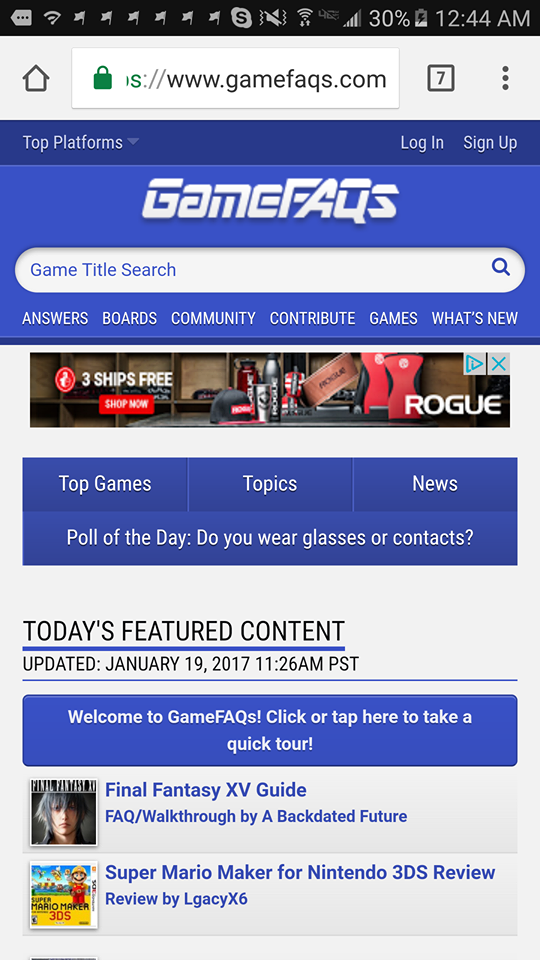 30% 12:44 AM
s://www.gamefaqs.com
7
Top Platforms Log In Sign Up
GameFAQs
Game Title Search
ANSWERS BOARDS COMMUNITY CONTRIBUTE GAMES WHAT'S NEW
3 SHIPS FREE
SHOP NOW
ROGUE
Top Games Topics News
Poll of the Day: Do you wear glasses or contacts?
TODAY'S FEATURED CONTENT
UPDATED: JANUARY 19, 2017 11:26AM PST
Welcome to GameFAQs! Click or tap here to take a
quick tour!
FINAL FANTASY XV
Final Fantasy XV Guide
FAQ/Walkthrough by A Backdated Future
SUPER
MARIO MAKER
3DS
Super Mario Maker for Nintendo 3DS Review
Review by LgacyX6